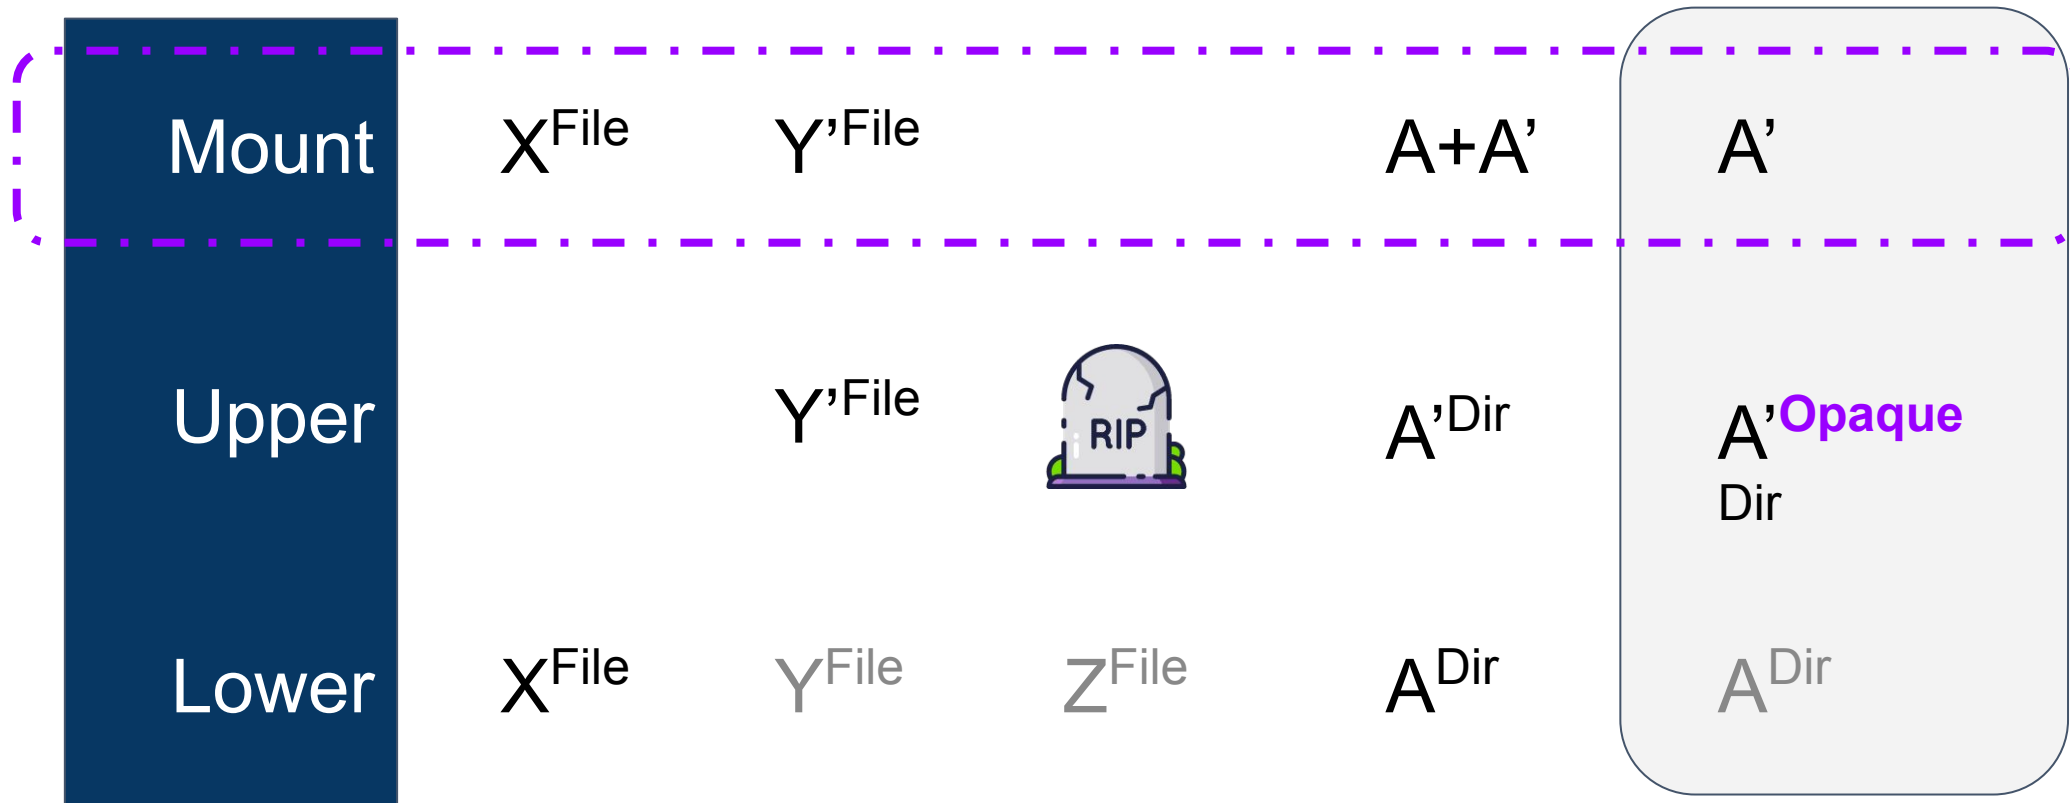 Mount X^File Y’^File A+A’ A’
Upper Y’^File RIP A’^Dir A’^Opaque
Dir
Lower X^File Y^File Z^File A^Dir A^Dir